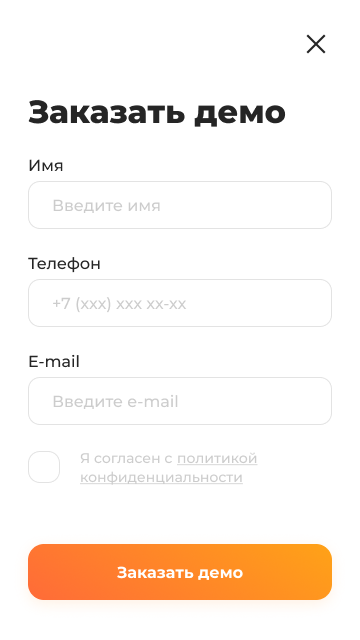 Заказать демо
Имя
Введите имя
Телефон
+7 (xxx) xxx xx-xx
E-mail
Введите e-mail
Я согласен с политикой
конфиденциальности
Заказать демо